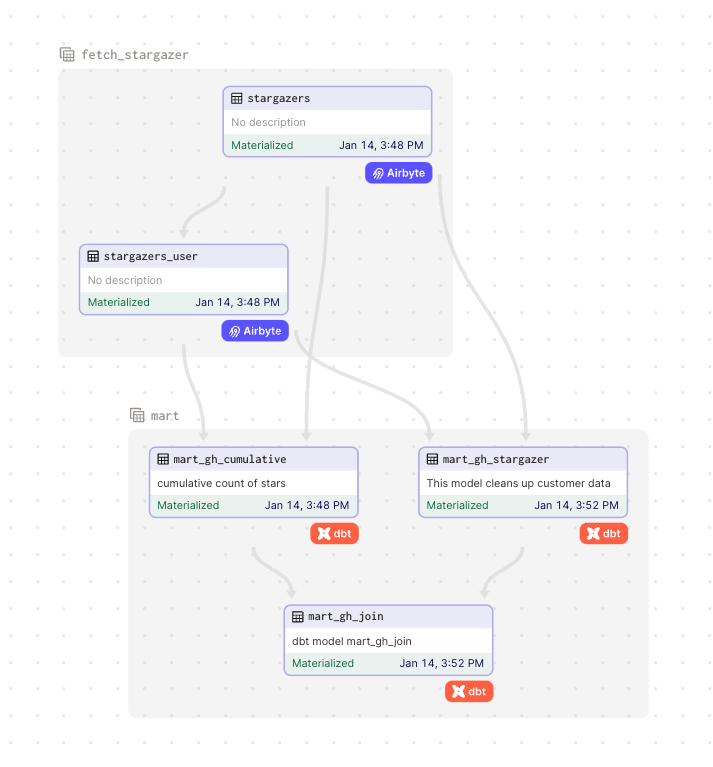 fetch_stargazer
stargazers
No description
Materialized Jan 14, 3:48 PM
Airbyte
stargazers_user
No description
Materialized Jan 14, 3:48 PM
Airbyte
mart
mart_gh_cumulative
cumulative count of stars
Materialized Jan 14, 3:48 PM
dbt
mart_gh_stargazer
This model cleans up customer data
Materialized Jan 14, 3:52 PM
dbt
mart_gh_join
dbt model mart_gh_join
Materialized Jan 14, 3:52 PM
dbt